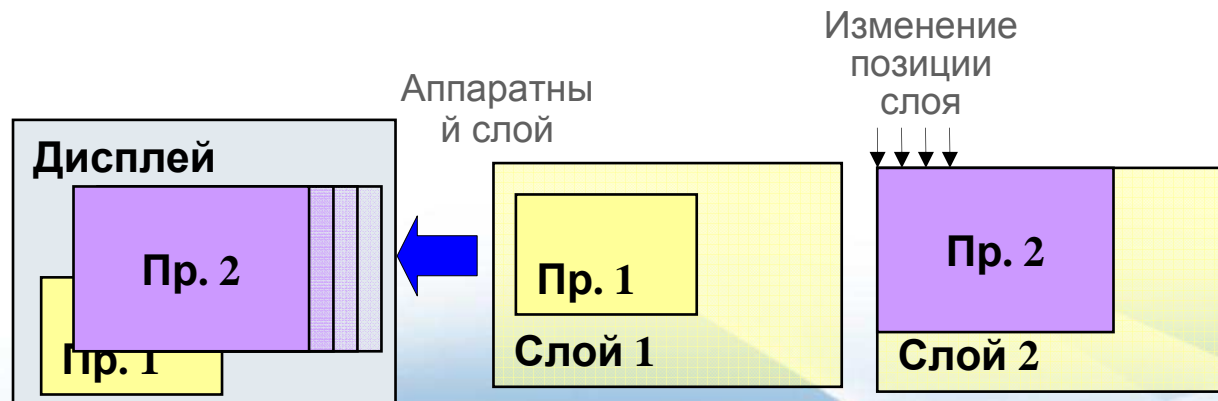 Дисплей
Пр. 2
Пр. 1
Аппаратны
й слой
Пр. 1
Слой 1
Изменение
позиции
слоя
Пр. 2
Слой 2